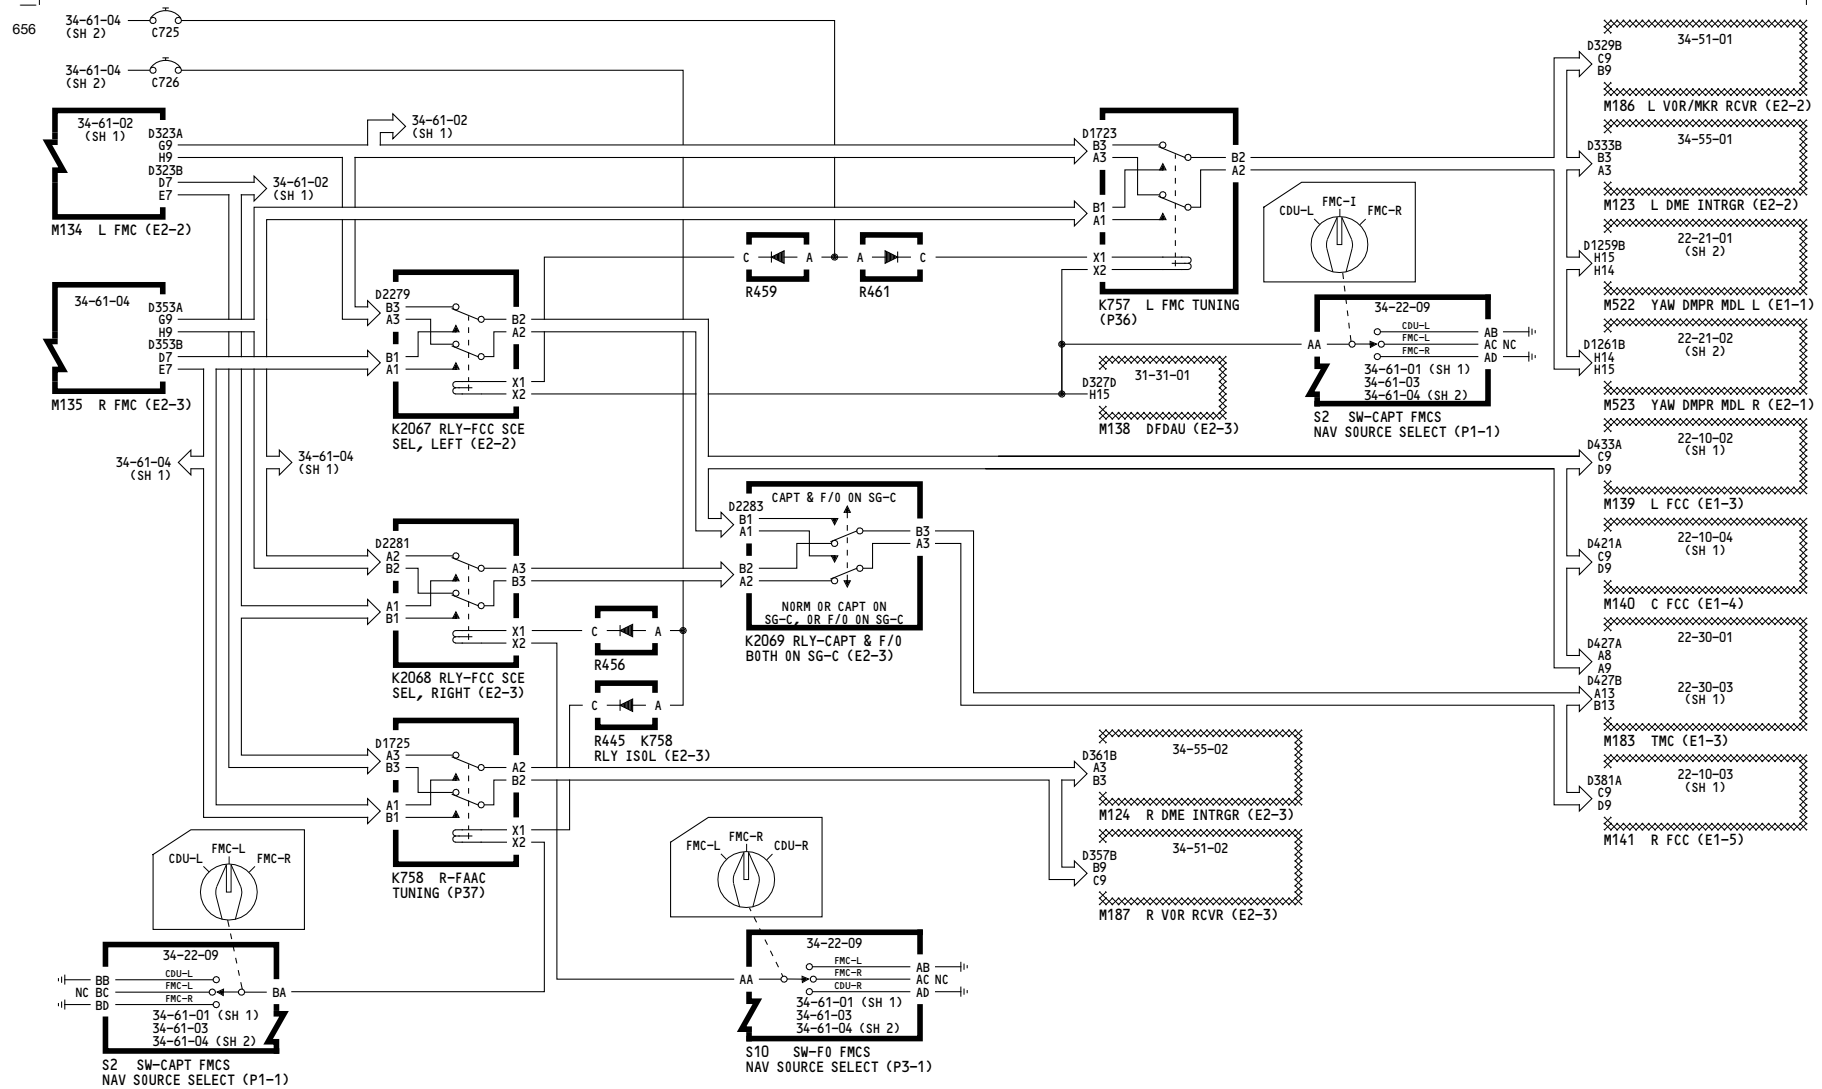 656
34-61-04
(SH 2)
C725
34-61-04
(SH 2)
C726
34-61-02
(SH 1)
D323A
G9
H9
D323B
D7
E7
M134 L FMC (E2-2)
34-61-02
(SH 1)
34-61-02
(SH 1)
34-61-04
D353A
G9
H9
D353B
D7
E7
M135 R FMC (E2-3)
34-61-04
(SH 1)
34-61-04
(SH 1)
D2279
B3
A3
B1
A1
B2
A2
X1
X2
K2067 RLY-FCC SCE
SEL, LEFT (E2-2)
D2281
A2
B2
A1
B1
A3
B3
X1
X2
K2068 RLY-FCC SCE
SEL, RIGHT (E2-3)
D1725
A3
B3
A1
B1
A2
B2
X1
X2
K758 R-FAAC
TUNING (P37)
C
A
R459
A
C
R461
C
A
R456
C
A
R445 K758
RLY ISOL (E2-3)
D2283
B1
A1
B2
A2
CAPT & F/O ON SG-C
B3
A3
NORM OR CAPT ON
SG-C, OR F/O ON SG-C
K2069 RLY-CAPT & F/O
BOTH ON SG-C (E2-3)
D1723
B3
A3
B1
A1
X1
X2
B2
A2
K757 L FMC TUNING
(P36)
31-31-01
D327D
H15
M138 DFDAU (E2-3)
FMC-I
CDU-L
FMC-R
34-22-09
AA
CDU-L
FMC-L
FMC-R
AB
AC NC
AD
34-61-01 (SH 1)
34-61-03
34-61-04 (SH 2)
S2 SW-CAPT FMCS
NAV SOURCE SELECT (P1-1)
D329B
C9
B9
34-51-01
M186 L VOR/MKR RCVR (E2-2)
D333B
B3
A3
34-55-01
M123 L DME INTRGR (E2-2)
D1259B
H15
H14
22-21-01
(SH 2)
M522 YAW DMPR MDL L (E1-1)
D1261B
H14
H15
22-21-02
(SH 2)
M523 YAW DMPR MDL R (E2-1)
D433A
C9
D9
22-10-02
(SH 1)
M139 L FCC (E1-3)
D421A
C9
D9
22-10-04
(SH 1)
M140 C FCC (E1-4)
D427A
A8
A9
22-30-01
D427B
A13
B13
22-30-03
(SH 1)
M183 TMC (E1-3)
D381A
C9
D9
22-10-03
(SH 1)
M141 R FCC (E1-5)
D361B
A3
B3
34-55-02
M124 R DME INTRGR (E2-3)
D357B
B9
C9
34-51-02
M187 R VOR RCVR (E2-3)
FMC-L
CDU-L
FMC-R
34-22-09
BB
NC BC
BD
CDU-L
FMC-L
FMC-R
BA
34-61-01 (SH 1)
34-61-03
34-61-04 (SH 2)
S2 SW-CAPT FMCS
NAV SOURCE SELECT (P1-1)
FMC-R
FMC-L
CDU-R
34-22-09
AA
FMC-L
FMC-R
CDU-R
AB
AC NC
AD
34-61-01 (SH 1)
34-61-03
34-61-04 (SH 2)
S10 SW-FO FMCS
NAV SOURCE SELECT (P3-1)